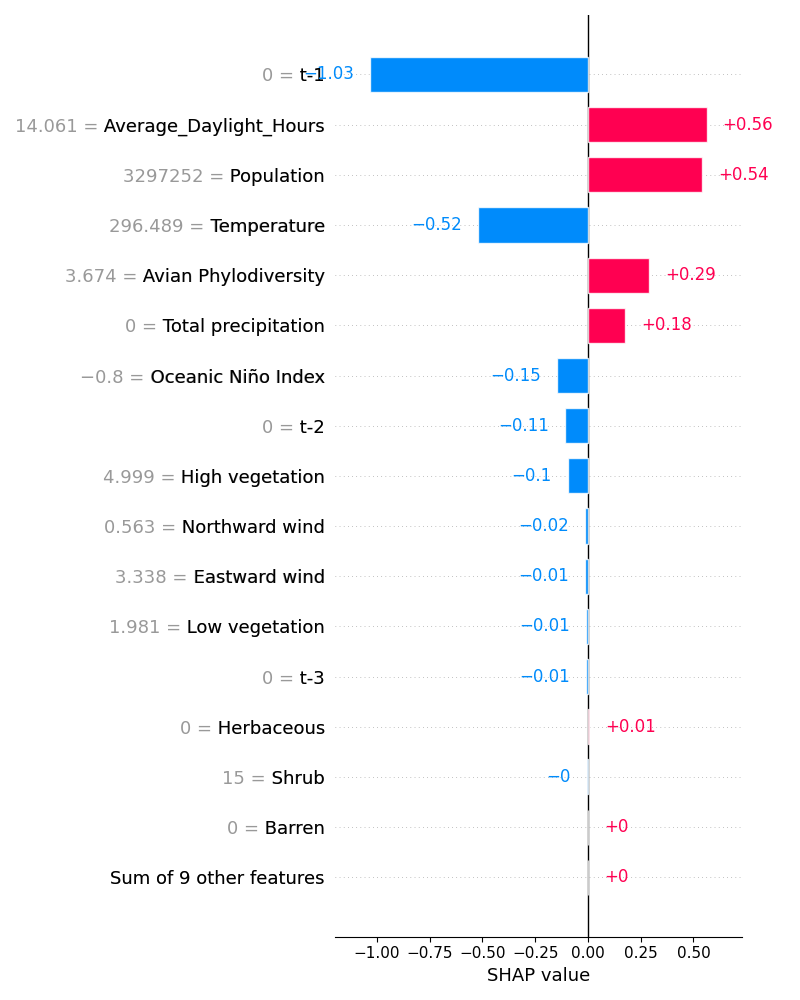 0 = t-1 −1.03
14.061 = Average_Daylight_Hours +0.56
3297252 = Population +0.54
296.489 = Temperature −0.52
3.674 = Avian Phylodiversity +0.29
0 = Total precipitation +0.18
−0.8 = Oceanic Niño Index −0.15
0 = t-2 −0.11
4.999 = High vegetation −0.1
0.563 = Northward wind −0.02
3.338 = Eastward wind −0.01
1.981 = Low vegetation −0.01
0 = t-3 −0.01
0 = Herbaceous +0.01
15 = Shrub −0
0 = Barren +0
Sum of 9 other features +0
−1.00 −0.75 −0.50 −0.25 0.00 0.25 0.50
SHAP value